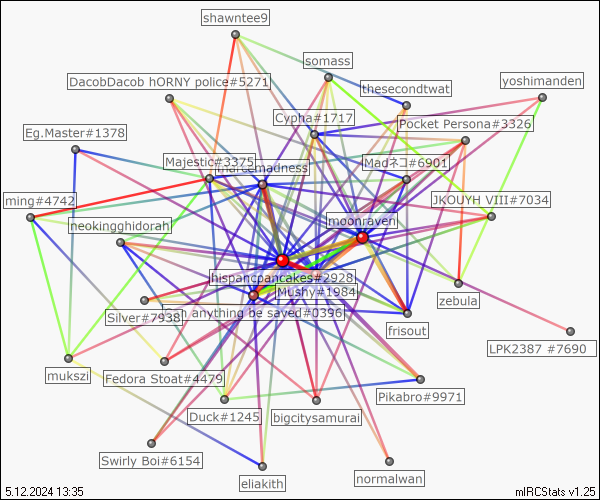 shawntee9
somass
DacobDacob hORNY police#5271
thesecondtwat
yoshimanden
Cypha#1717
Pocket Persona#3326
Eg.Master#1378
Majestic#3375
marcemadness
Madネコ#6901
ming#4742
JKOUYH VIII#7034
neokingghidorah
moonraven
hispancpancakes#2928
Mushy#1984
zebula
Silver#7938
anything be saved#0396
frisout
LPK2387 #7690
mukszi
Fedora Stoat#4479
Pikabro#9971
Duck#1245
bigcitysamurai
Swirly Boi#6154
eliakith
normalwan
5.12.2024 13:35
mIRCStats v1.25